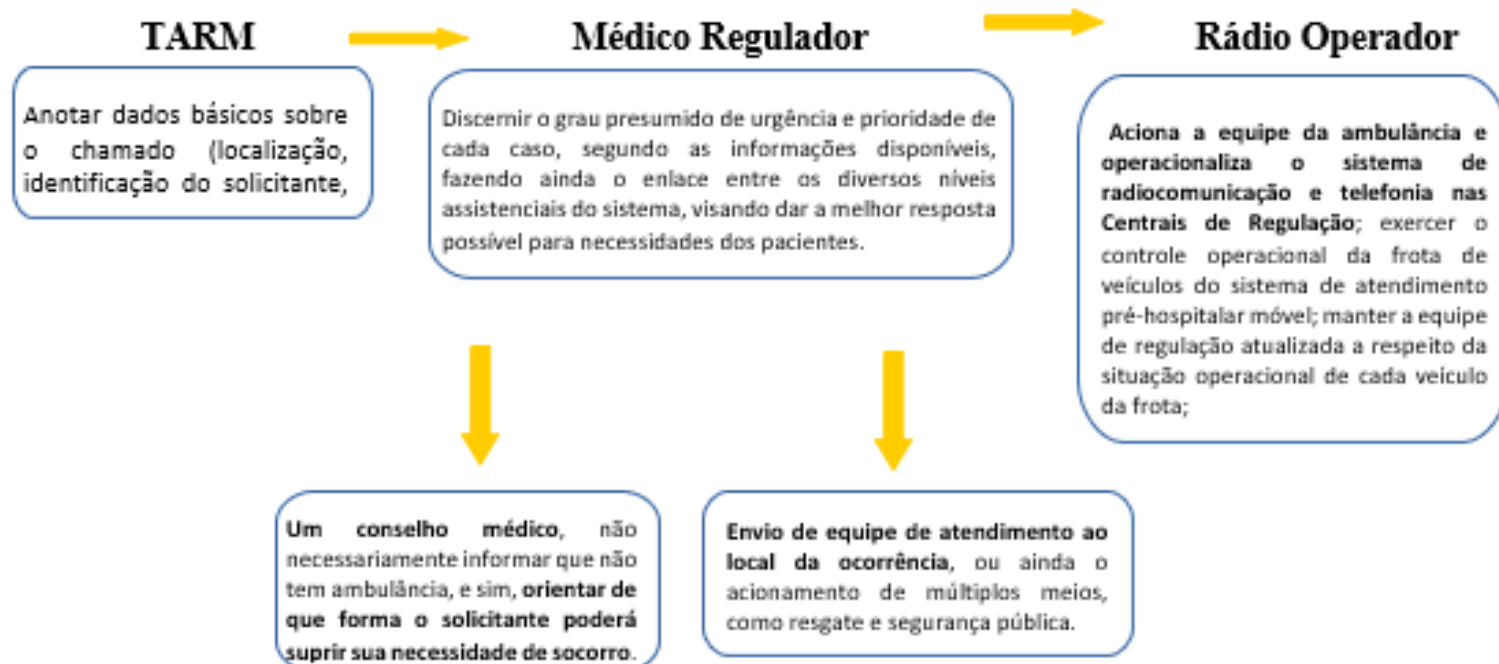 TARM
Médico Regulador
Rádio Operador
Anotar dados básicos sobre
o chamado (localização,
identificação do solicitante,
Discernir o grau presumido de urgência e prioridade de
cada caso, segundo as informações disponíveis,
fazendo ainda o enlace entre os diversos níveis
assistenciais do sistema, visando dar a melhor resposta
possível para necessidades dos pacientes.
Aciona a equipe da ambulância e
operacionaliza o sistema de
radiocomunicação e telefonia nas
Centrais de Regulação; exercer o
controle operacional da frota de
veículos do sistema de atendimento
pré-hospitalar móvel; manter a equipe
de regulação atualizada a respeito da
situação operacional de cada veículo
da frota;
Um conselho médico, não
necessariamente informar que não
tem ambulância, e sim, orientar de
que forma o solicitante poderá
suprir sua necessidade de socorro.
Envio de equipe de atendimento ao
local da ocorrência, ou ainda o
acionamento de múltiplos meios,
como resgate e segurança pública.